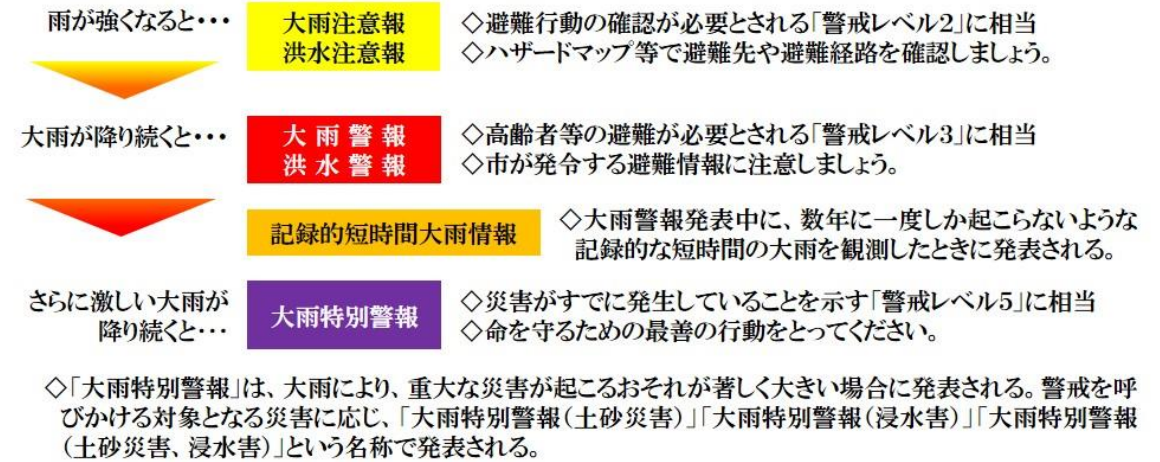 雨が強くなると・・・
大雨注意報
洪水注意報
◇避難行動の確認が必要とされる「警戒レベル2」に相当
◇ハザードマップ等で避難先や避難経路を確認しましょう。
大雨が降り続くと・・・
大雨警報
洪水警報
◇高齢者等の避難が必要とされる「警戒レベル3」に相当
◇市が発令する避難情報に注意しましょう。
記録的短時間大雨情報
◇大雨警報発表中に、数年に一度しか起こらないような
記録的な短時間の大雨を観測したときに発表される。
さらに激しい大雨が
降り続くと・・・
大雨特別警報
◇災害がすでに発生していることを示す「警戒レベル5」に相当
◇命を守るための最善の行動をとってください。
◇「大雨特別警報」は、大雨により、重大な災害が起こるおそれが著しく大きい場合に発表される。警戒を呼
びかける対象となる災害に応じ、「大雨特別警報(土砂災害)」「大雨特別警報(浸水害)」「大雨特別警報
(土砂災害、浸水害)」という名称で発表される。